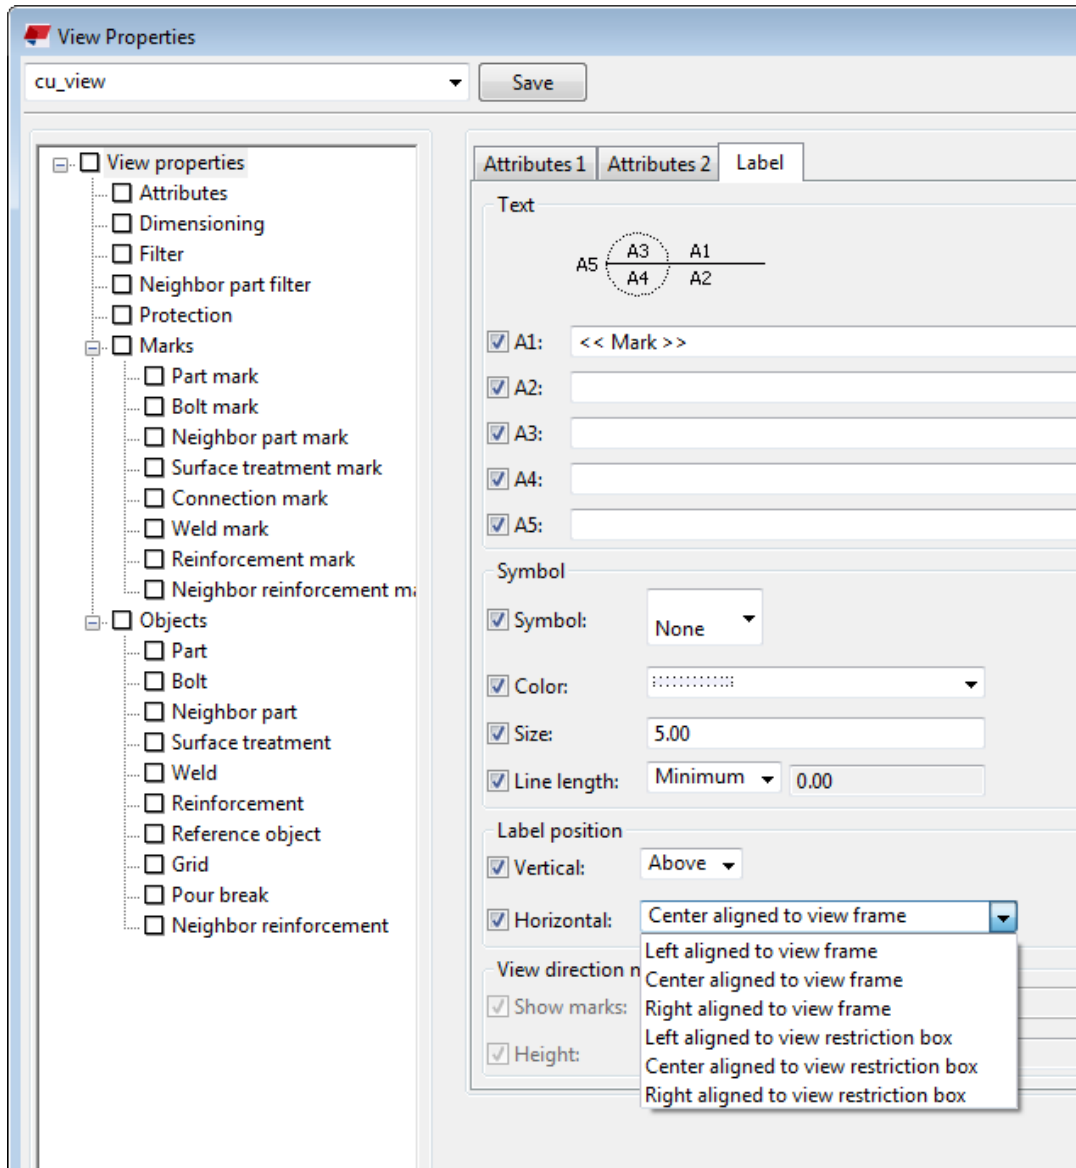 View Properties
cu_view
Save
View properties
Attributes
Dimensioning
Filter
Neighbor part filter
Protection
Marks
Part mark
Bolt mark
Neighbor part mark
Surface treatment mark
Connection mark
Weld mark
Reinforcement mark
Neighbor reinforcement ma
Objects
Part
Bolt
Neighbor part
Surface treatment
Weld
Reinforcement
Reference object
Grid
Pour break
Neighbor reinforcement
Attributes 1 Attributes 2 Label
Text
A5 A3 A1
A4 A2
A1: << Mark >>
A2:
A3:
A4:
A5:
Symbol
Symbol: None
Color:
Size: 5.00
Line length: Minimum 0.00
Label position
Vertical: Above
Horizontal: Center aligned to view frame
Left aligned to view frame
Center aligned to view frame
Right aligned to view frame
Left aligned to view restriction box
Center aligned to view restriction box
Right aligned to view restriction box
View direction
Show marks:
Height: